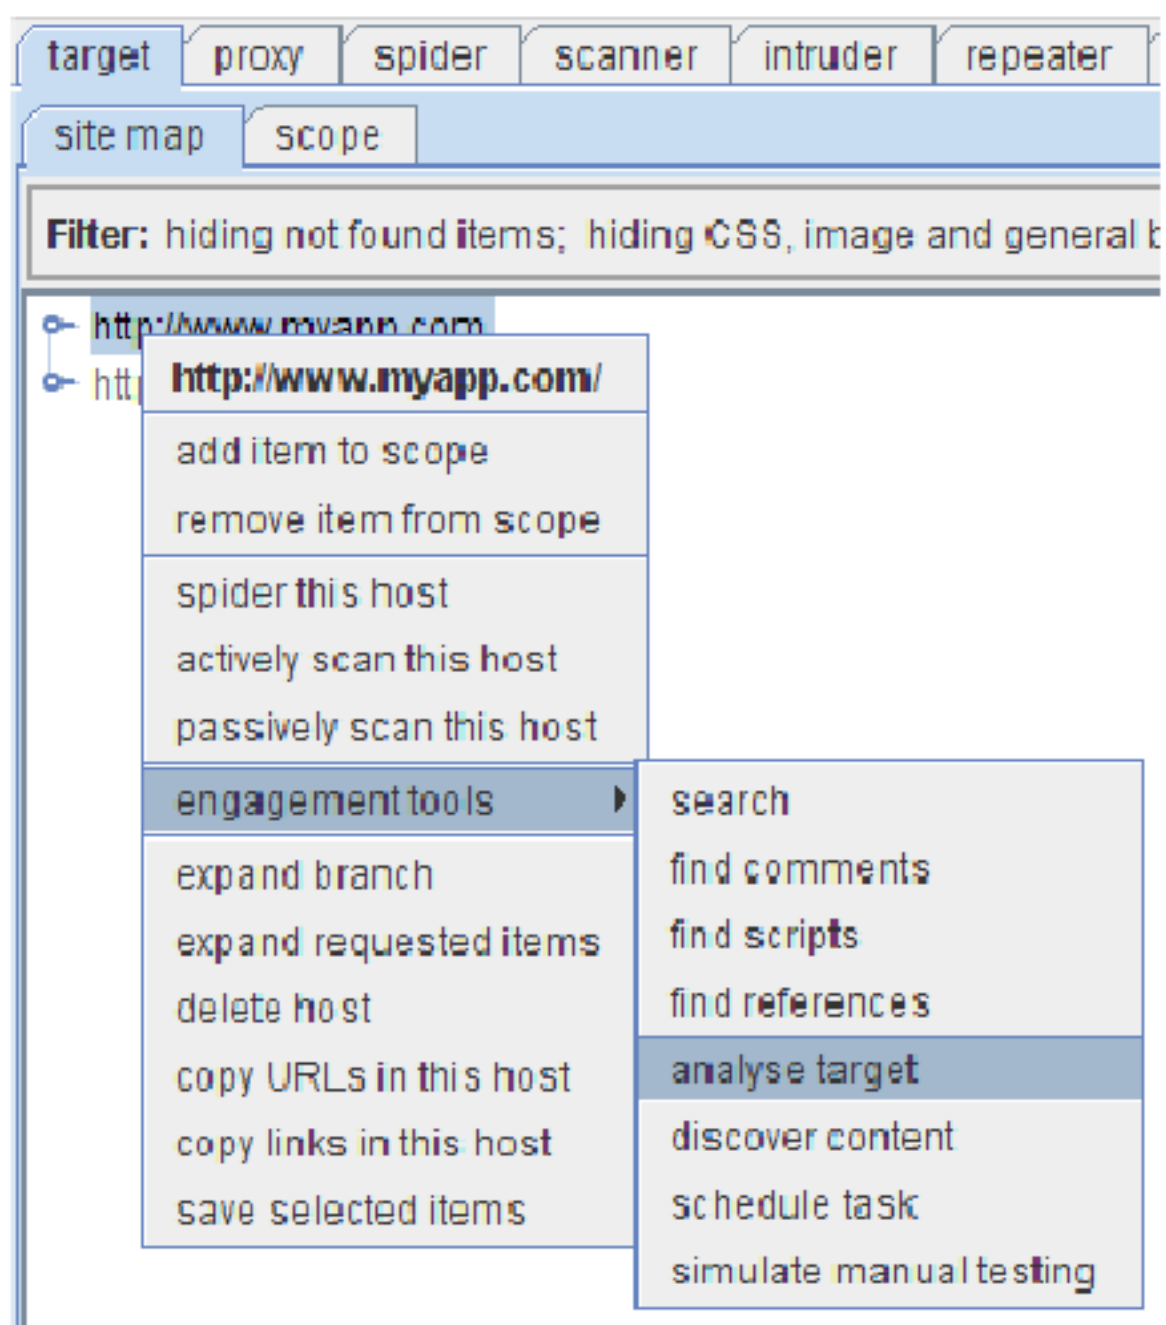 target proxy spider scanner intruder repeater
site map scope
Filter: hiding not found items; hiding CSS, image and general
http://www.myapp.com
http://www.myapp.com/
add item to scope
remove item from scope
spider this host
actively scan this host
passively scan this host
engagement tools
expand branch
expand requested items
delete host
copy URLs in this host
copy links in this host
save selected items
search
find comments
find scripts
find references
analyse target
discover content
schedule task
simulate manual testing